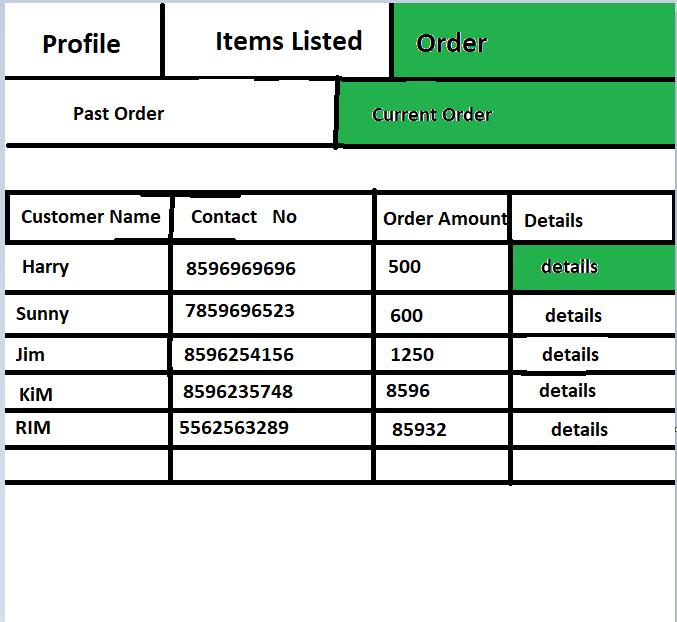 Profile Items Listed Order
Past Order Current Order
Customer Name Contact No Order Amount Details
Harry 8596969696 500 details
Sunny 7859696523 600 details
Jim 8596254156 1250 details
KiM 8596235748 8596 details
RIM 5562563289 85932 details